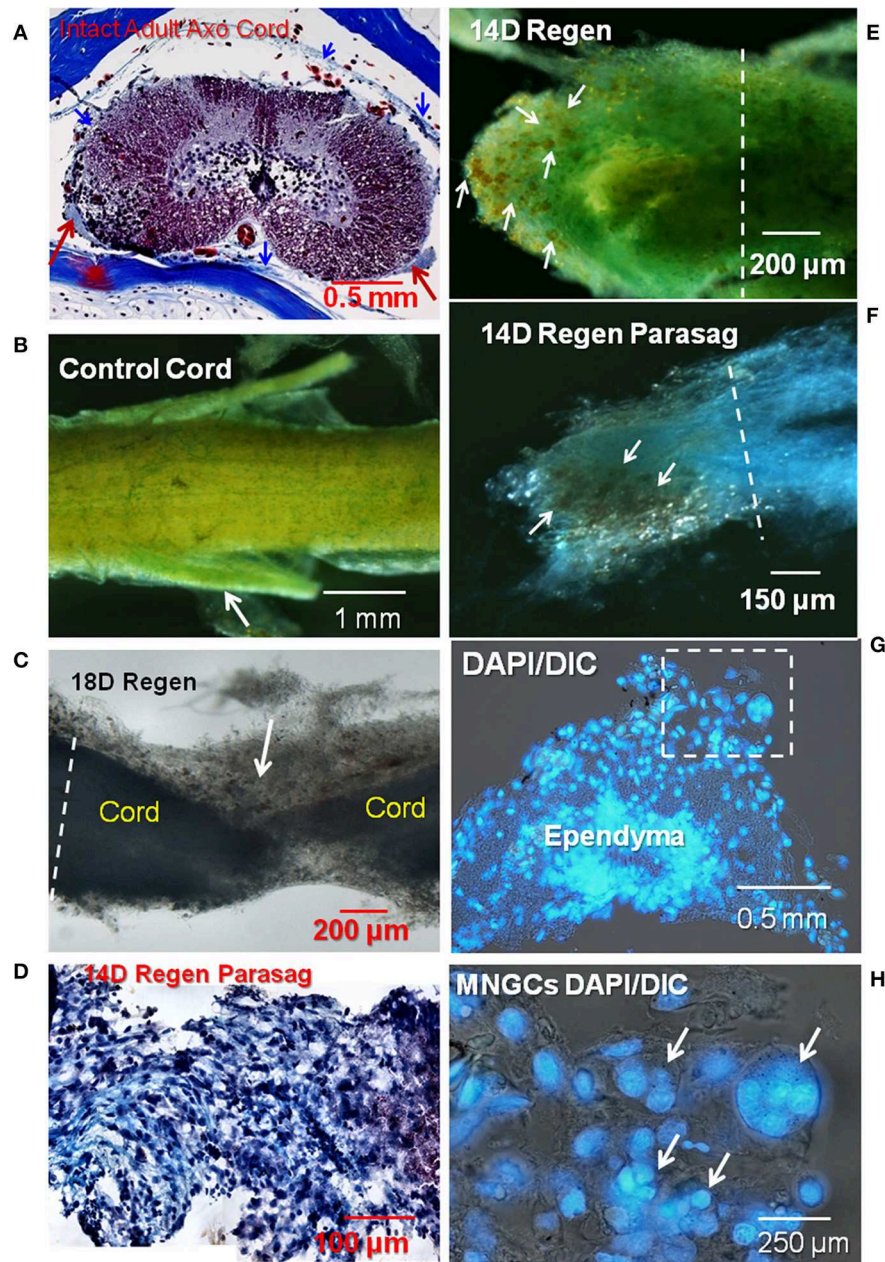 A
Intact Adult Axo Cord
0.5 mm
B
Control Cord
1 mm
C
18D Regen
Cord
Cord
200 µm
D
14D Regen Parasag
100 µm
E
14D Regen
200 µm
F
14D Regen Parasag
150 µm
G
DAPI/DIC
Ependyma
0.5 mm
H
MNGCs DAPI/DIC
250 µm